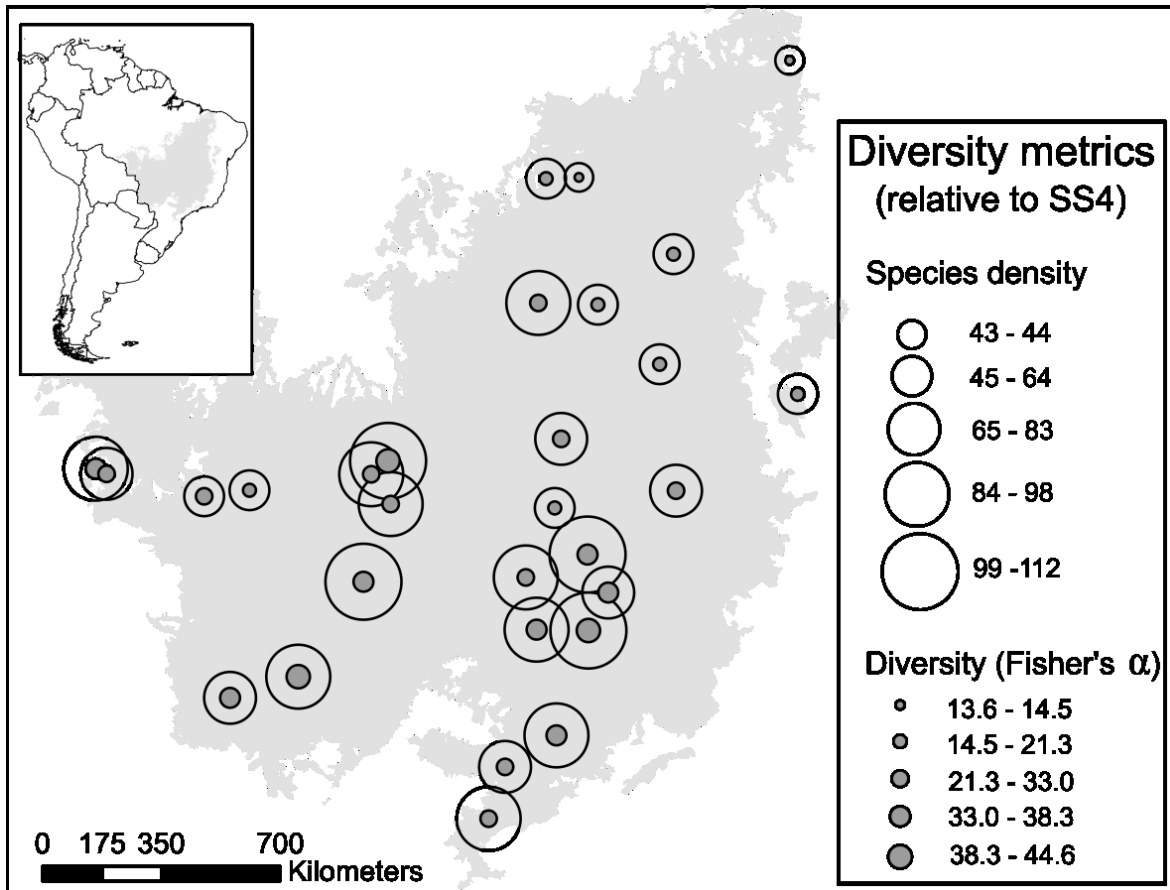 Diversity metrics
(relative to SS4)
Species density
43 - 44
45 - 64
65 - 83
84 - 98
99 -112
Diversity (Fisher's α)
13.6 - 14.5
14.5 - 21.3
21.3 - 33.0
33.0 - 38.3
38.3 - 44.6
0 175 350 700
Kilometers